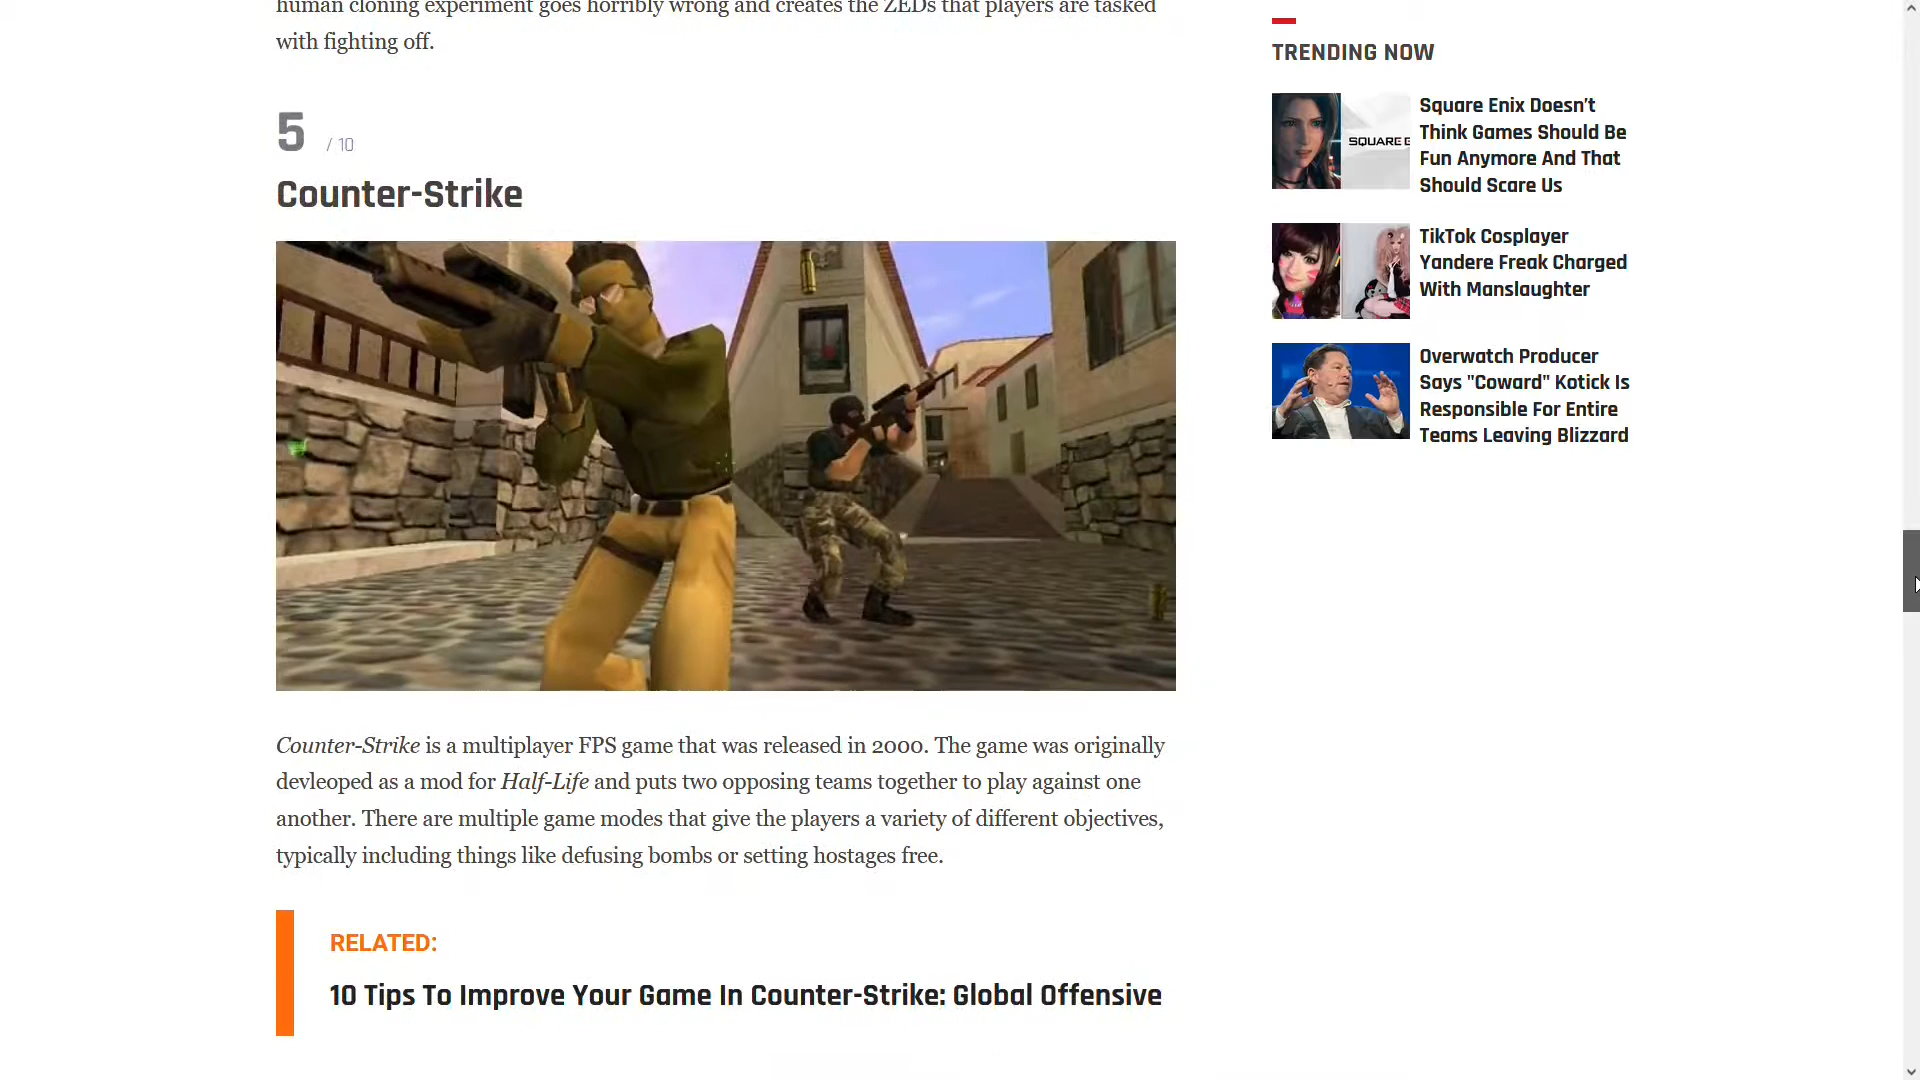 human cloning experiment goes horribly wrong and creates the ZEDs that players are tasked
with fighting off.
5 / 10
Counter-Strike
Counter-Strike is a multiplayer FPS game that was released in 2000. The game was originally
devleoped as a mod for Half-Life and puts two opposing teams together to play against one
another. There are multiple game modes that give the players a variety of different objectives,
typically including things like defusing bombs or setting hostages free.
RELATED:
10 Tips To Improve Your Game In Counter-Strike: Global Offensive
TRENDING NOW
SQUARE E
Square Enix Doesn’t
Think Games Should Be
Fun Anymore And That
Should Scare Us
TikTok Cosplayer
Yandere Freak Charged
With Manslaughter
Overwatch Producer
Says "Coward" Kotick Is
Responsible For Entire
Teams Leaving Blizzard